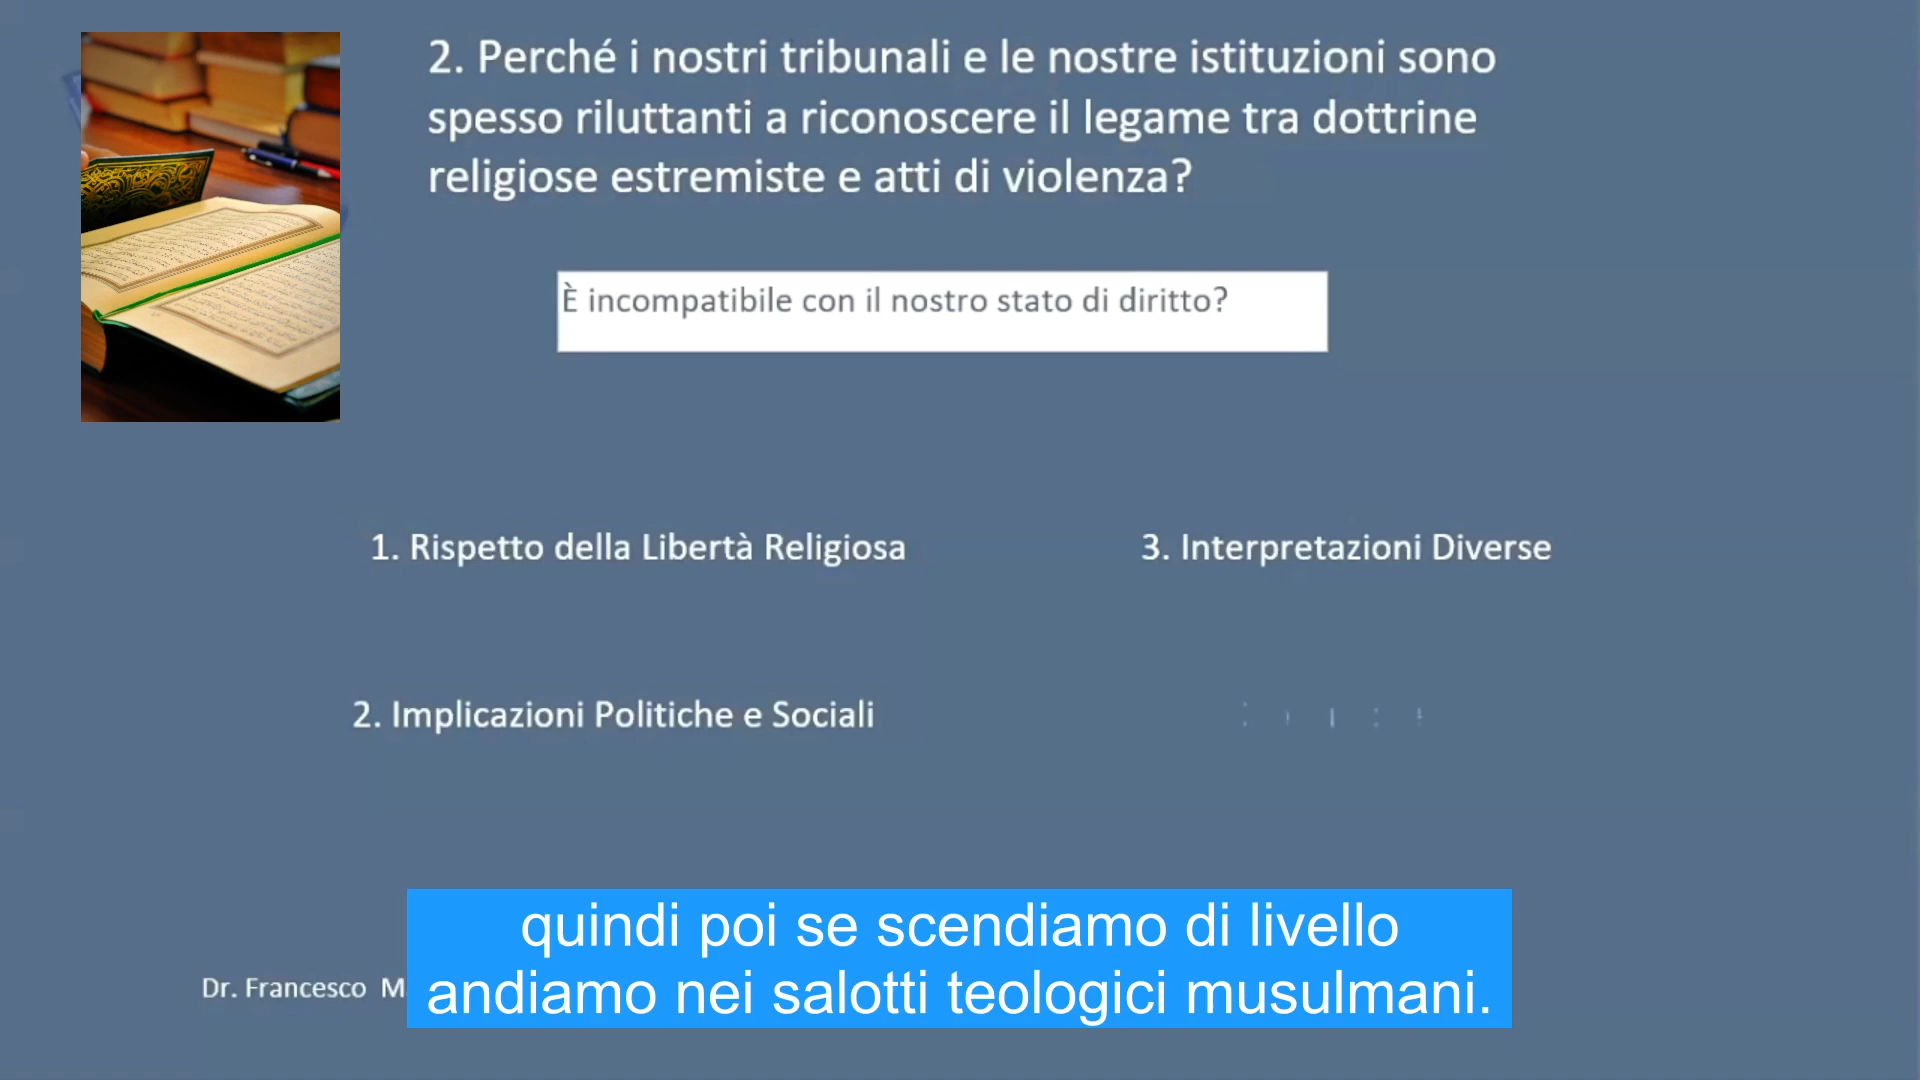 2. Perché i nostri tribunali e le nostre istituzioni sono
spesso riluttanti a riconoscere il legame tra dottrine
religiose estremiste e atti di violenza?
È incompatibile con il nostro stato di diritto?
1. Rispetto della Libertà Religiosa
3. Interpretazioni Diverse
2. Implicazioni Politiche e Sociali
Dr. Francesco
quindi poi se scendiamo di livello
andiamo nei salotti teologici musulmani.